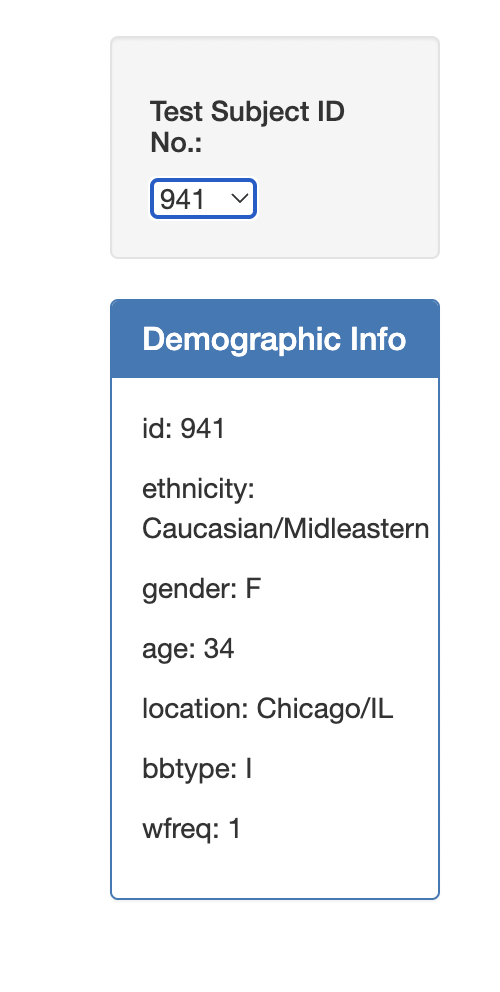 Test Subject ID
No.:
941
Demographic Info
id: 941
ethnicity:
Caucasian/Midleastern
gender: F
age: 34
location: Chicago/IL
bbtype: I
wfreq: 1